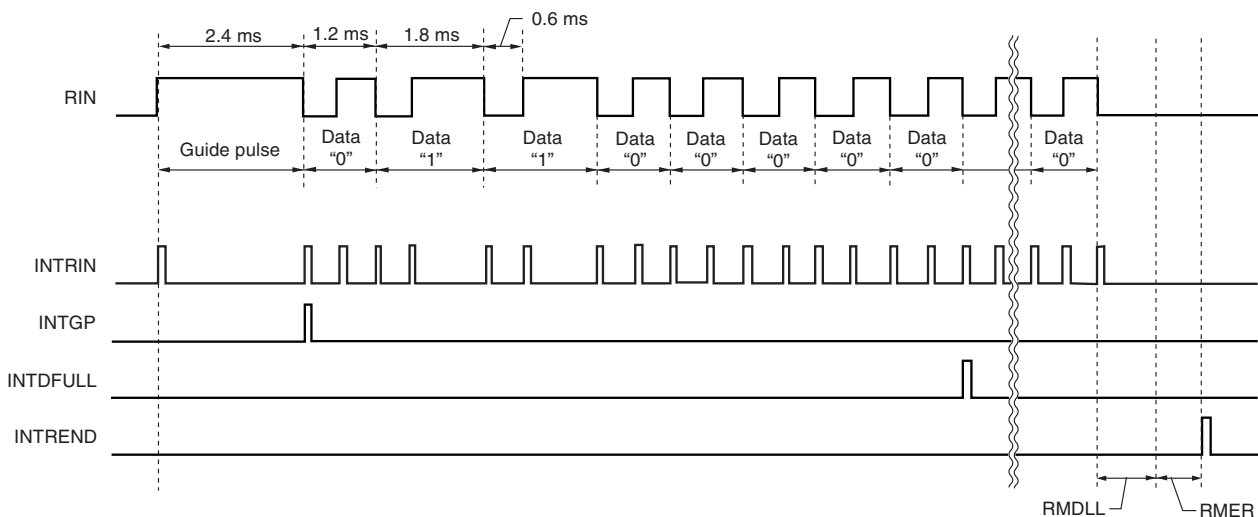 2.4 ms 1.2 ms 1.8 ms 0.6 ms
RIN
Guide pulse
Data “0”
Data “1”
Data “1”
Data “0”
Data “0”
Data “0”
Data “0”
Data “0”
Data “0”
INTRIN
INTGP
INTDFULL
INTREND
RMDLL RMER